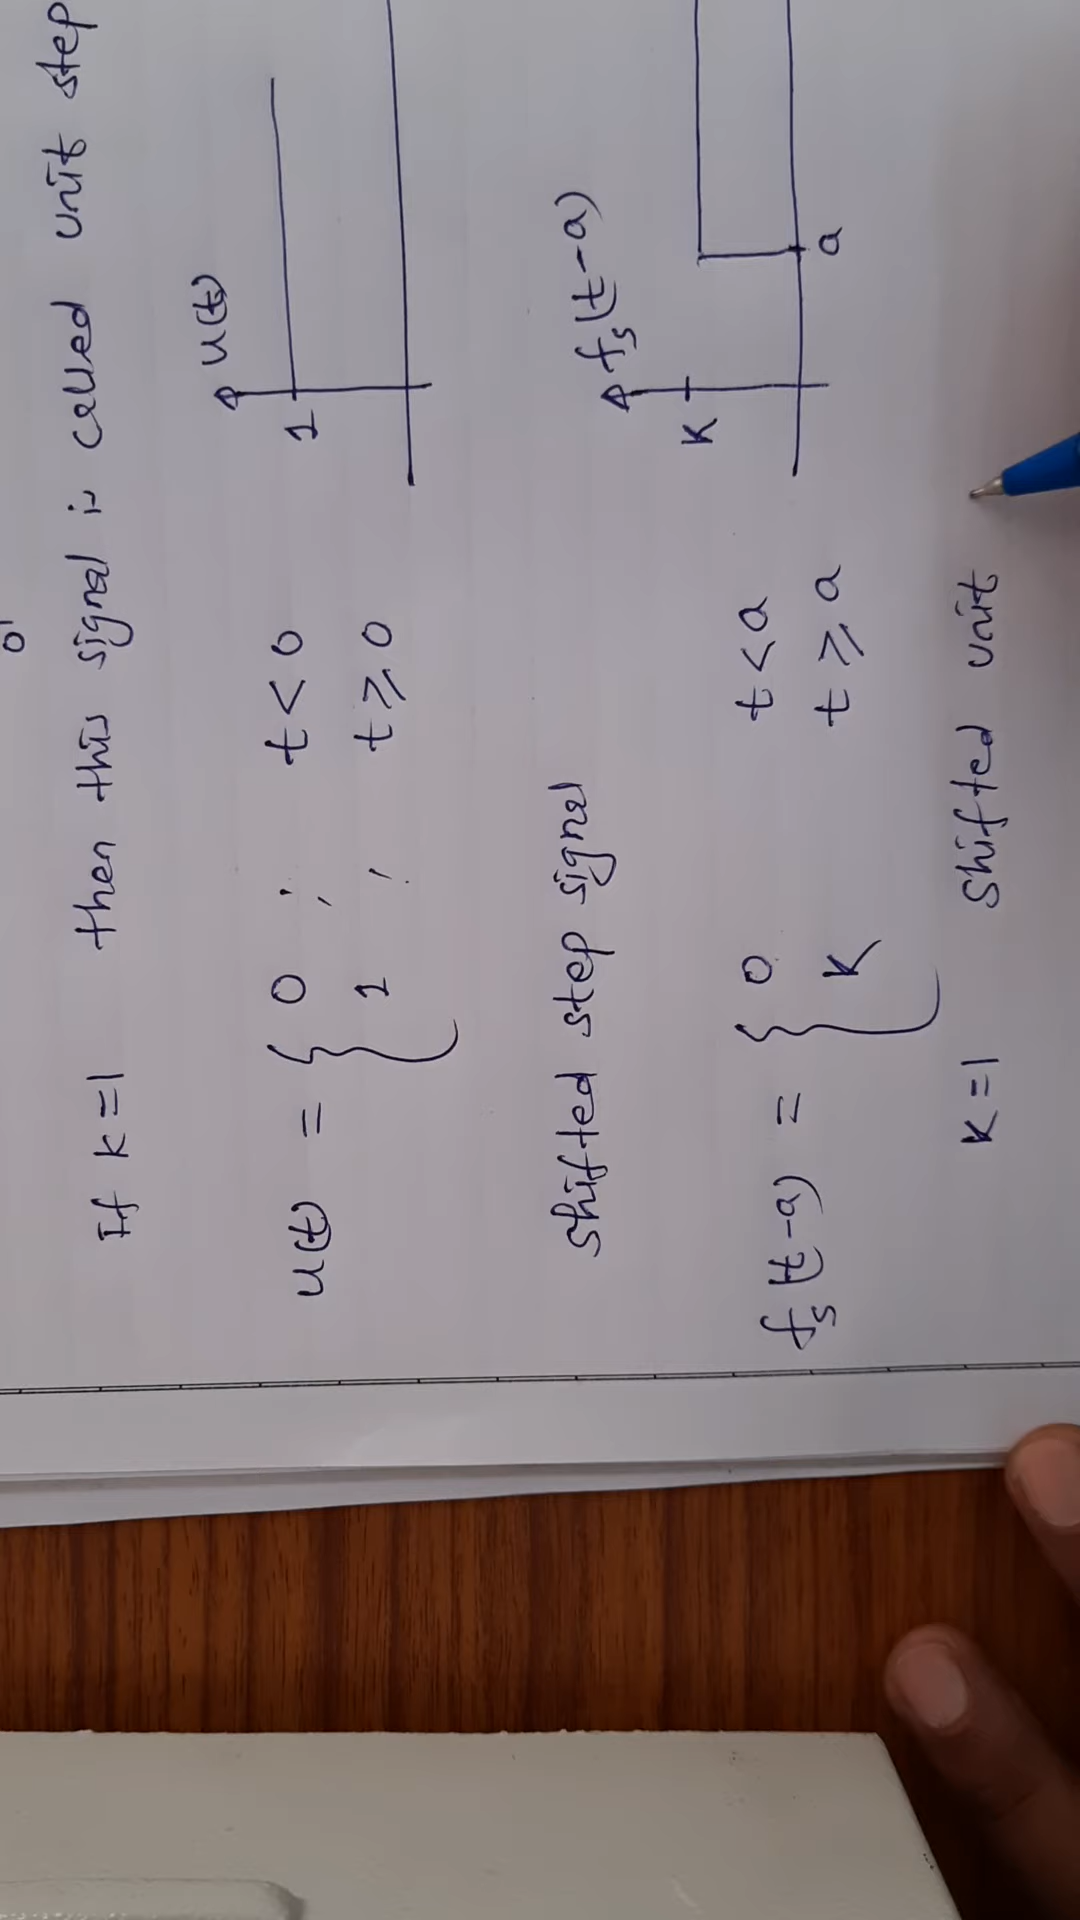 0'
If k=1 then this signal is called unit step
u(t) = { 0 ; t < 0
1 ; t ≥ 0
u(t)
1
Shifted step signal
fs(t-a) = { 0 t < a
K t ≥ a
fs(t-a)
K
a
K=1 Shifted unit